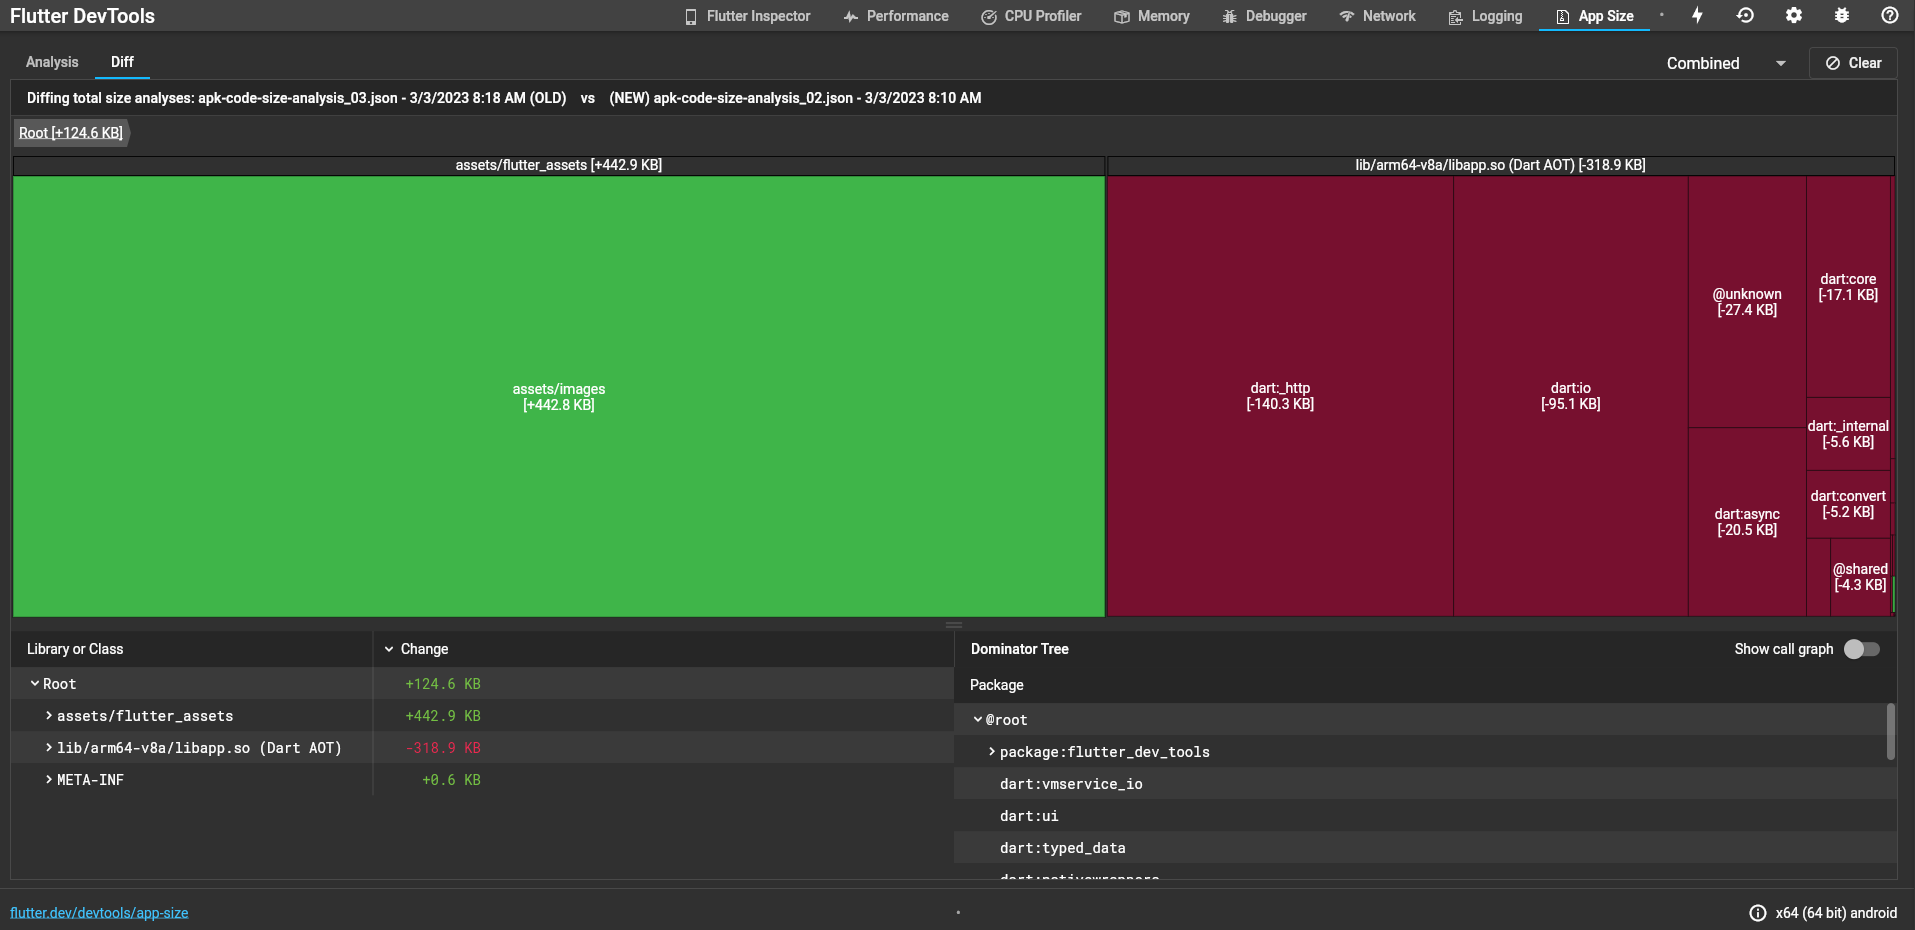 Flutter DevTools
Flutter Inspector
Performance
CPU Profiler
Memory
Debugger
Network
Logging
App Size
Analysis
Diff
Combined
Clear
Diffing total size analyses: apk-code-size-analysis_03.json - 3/3/2023 8:18 AM (OLD) vs (NEW) apk-code-size-analysis_02.json - 3/3/2023 8:10 AM
Root [+124.6 KB]
assets/flutter_assets [+442.9 KB]
lib/arm64-v8a/libapp.so (Dart AOT) [-318.9 KB]
assets/images
[+442.8 KB]
dart:_http
[-140.3 KB]
dart:io
[-95.1 KB]
@unknown
[-27.4 KB]
dart:async
[-20.5 KB]
dart:core
[-17.1 KB]
dart:_internal
[-5.6 KB]
dart:convert
[-5.2 KB]
@shared
[-4.3 KB]
Library or Class
Change
Root +124.6 KB
assets/flutter_assets +442.9 KB
lib/arm64-v8a/libapp.so (Dart AOT) -318.9 KB
META-INF +0.6 KB
Dominator Tree
Show call graph
Package
@root
package:flutter_dev_tools
dart:vmservice_io
dart:ui
dart:typed_data
flutter.dev/devtools/app-size
x64 (64 bit) android